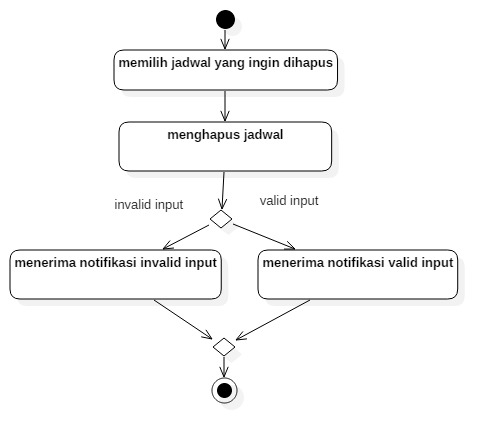 memilih jadwal yang ingin dihapus
menghapus jadwal
invalid input
valid input
menerima notifikasi invalid input
menerima notifikasi valid input